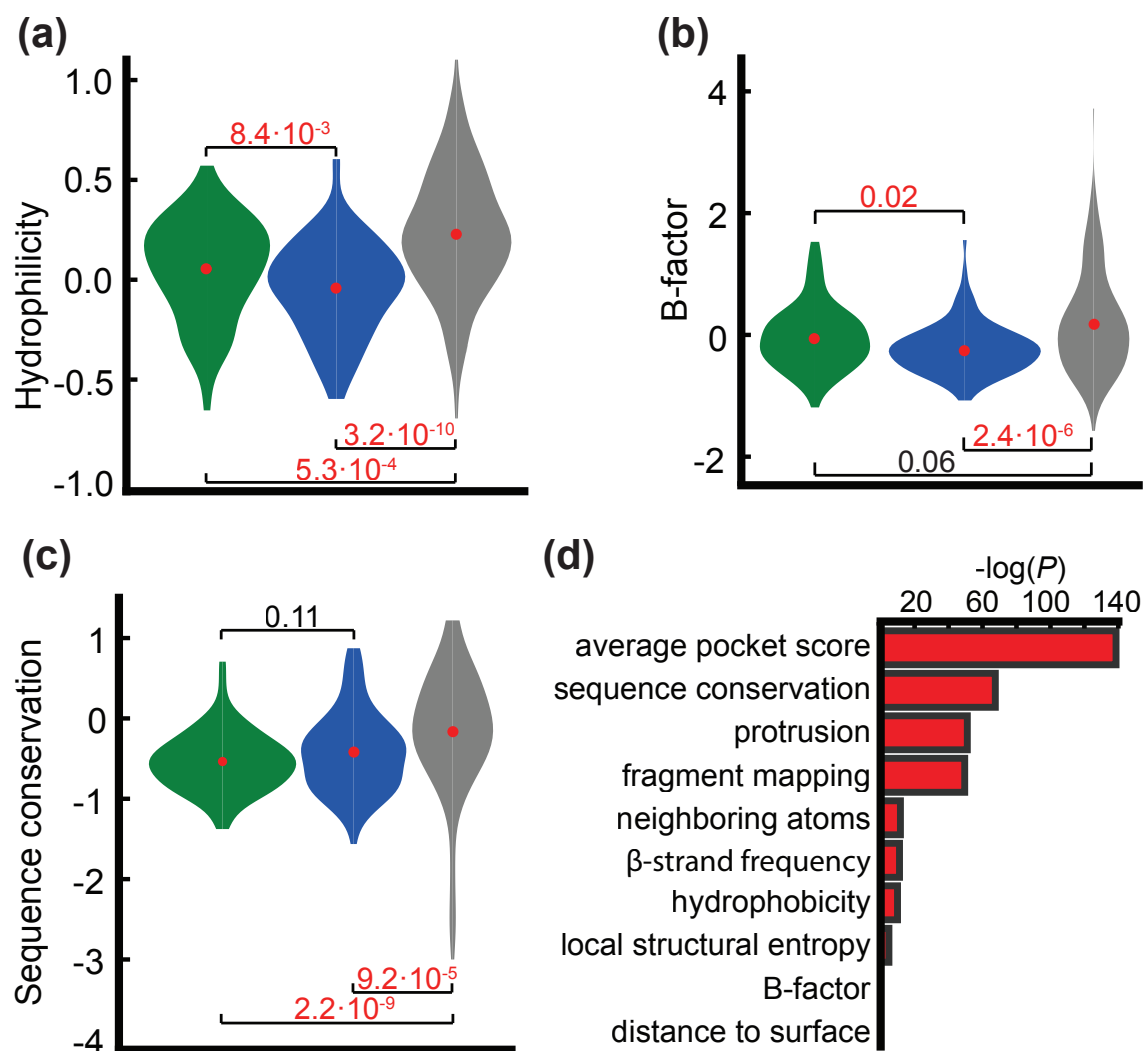 (a)
Hydrophilicity
1.0
0.5
0.0
-0.5
-1.0
8.4·10-3
3.2·10-10
5.3·10-4
(b)
B-factor
4
2
0
-2
0.02
2.4·10-6
0.06
(c)
Sequence conservation
1
0
-1
-2
-3
-4
0.11
9.2·10-5
2.2·10-9
(d)
-log(P)
20 60 100 140
average pocket score
sequence conservation
protrusion
fragment mapping
neighboring atoms
β-strand frequency
hydrophobicity
local structural entropy
B-factor
distance to surface